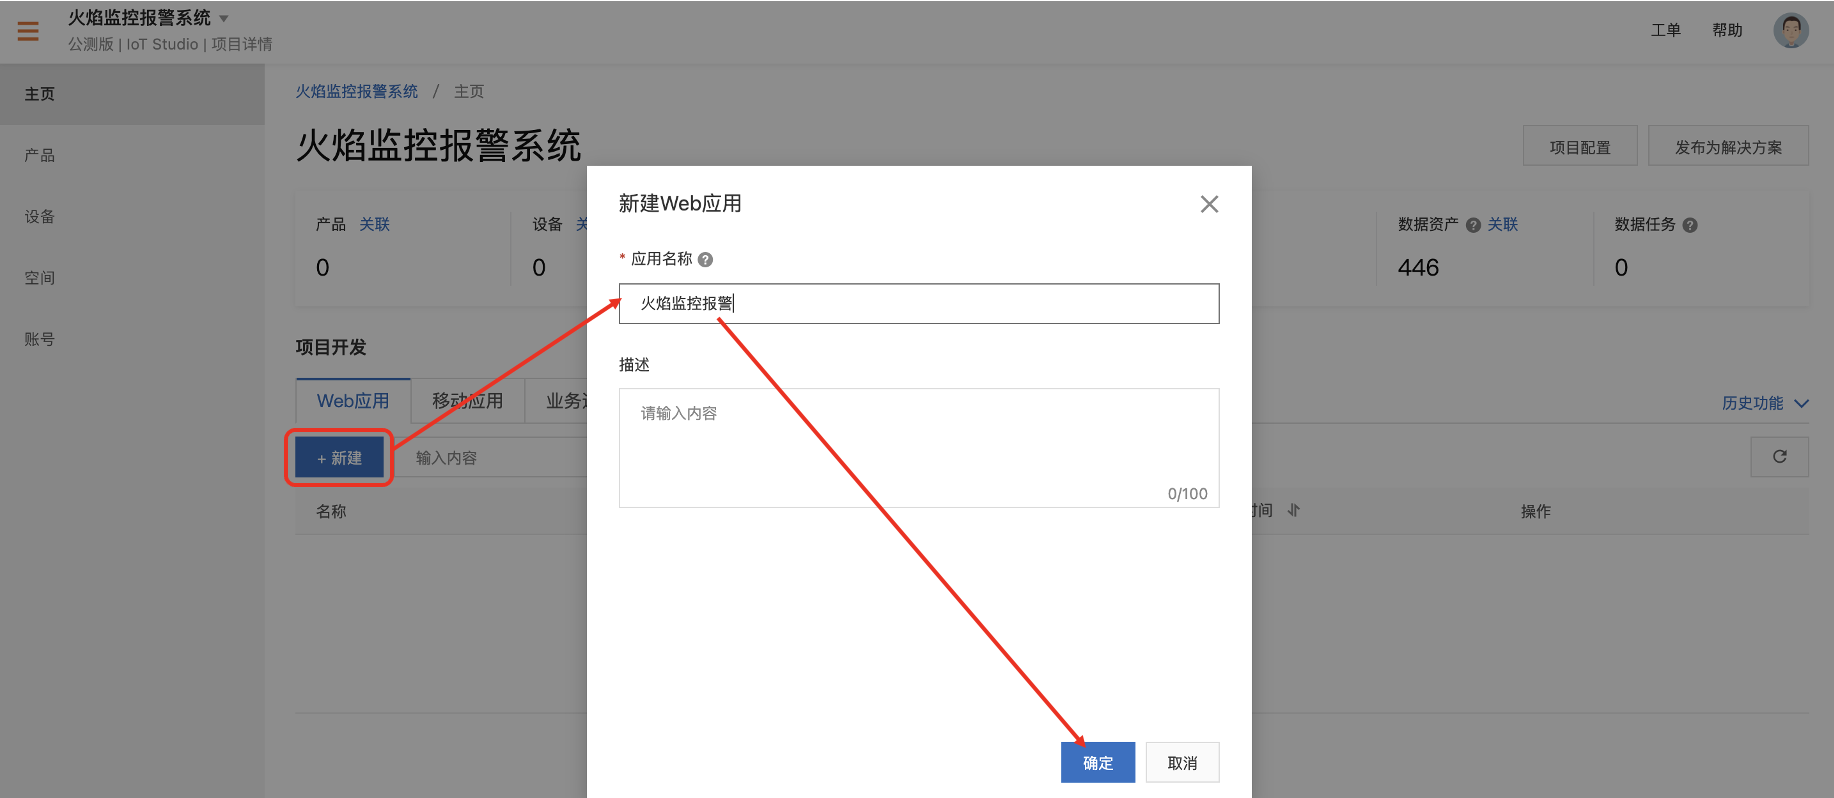 火焰监控报警系统
公测版 | IoT Studio | 项目详情
工单 帮助
主页
产品
设备
空间
账号
火焰监控报警系统 / 主页
火焰监控报警系统
项目配置 发布为解决方案
产品 关联
0
设备
0
数据资产 ? 关联
446
数据任务 ?
0
项目开发
Web应用 移动应用 业务
历史功能
+ 新建 输入内容
名称
间
操作
新建Web应用
* 应用名称 ?
火焰监控报警
描述
请输入内容
0/100
确定 取消